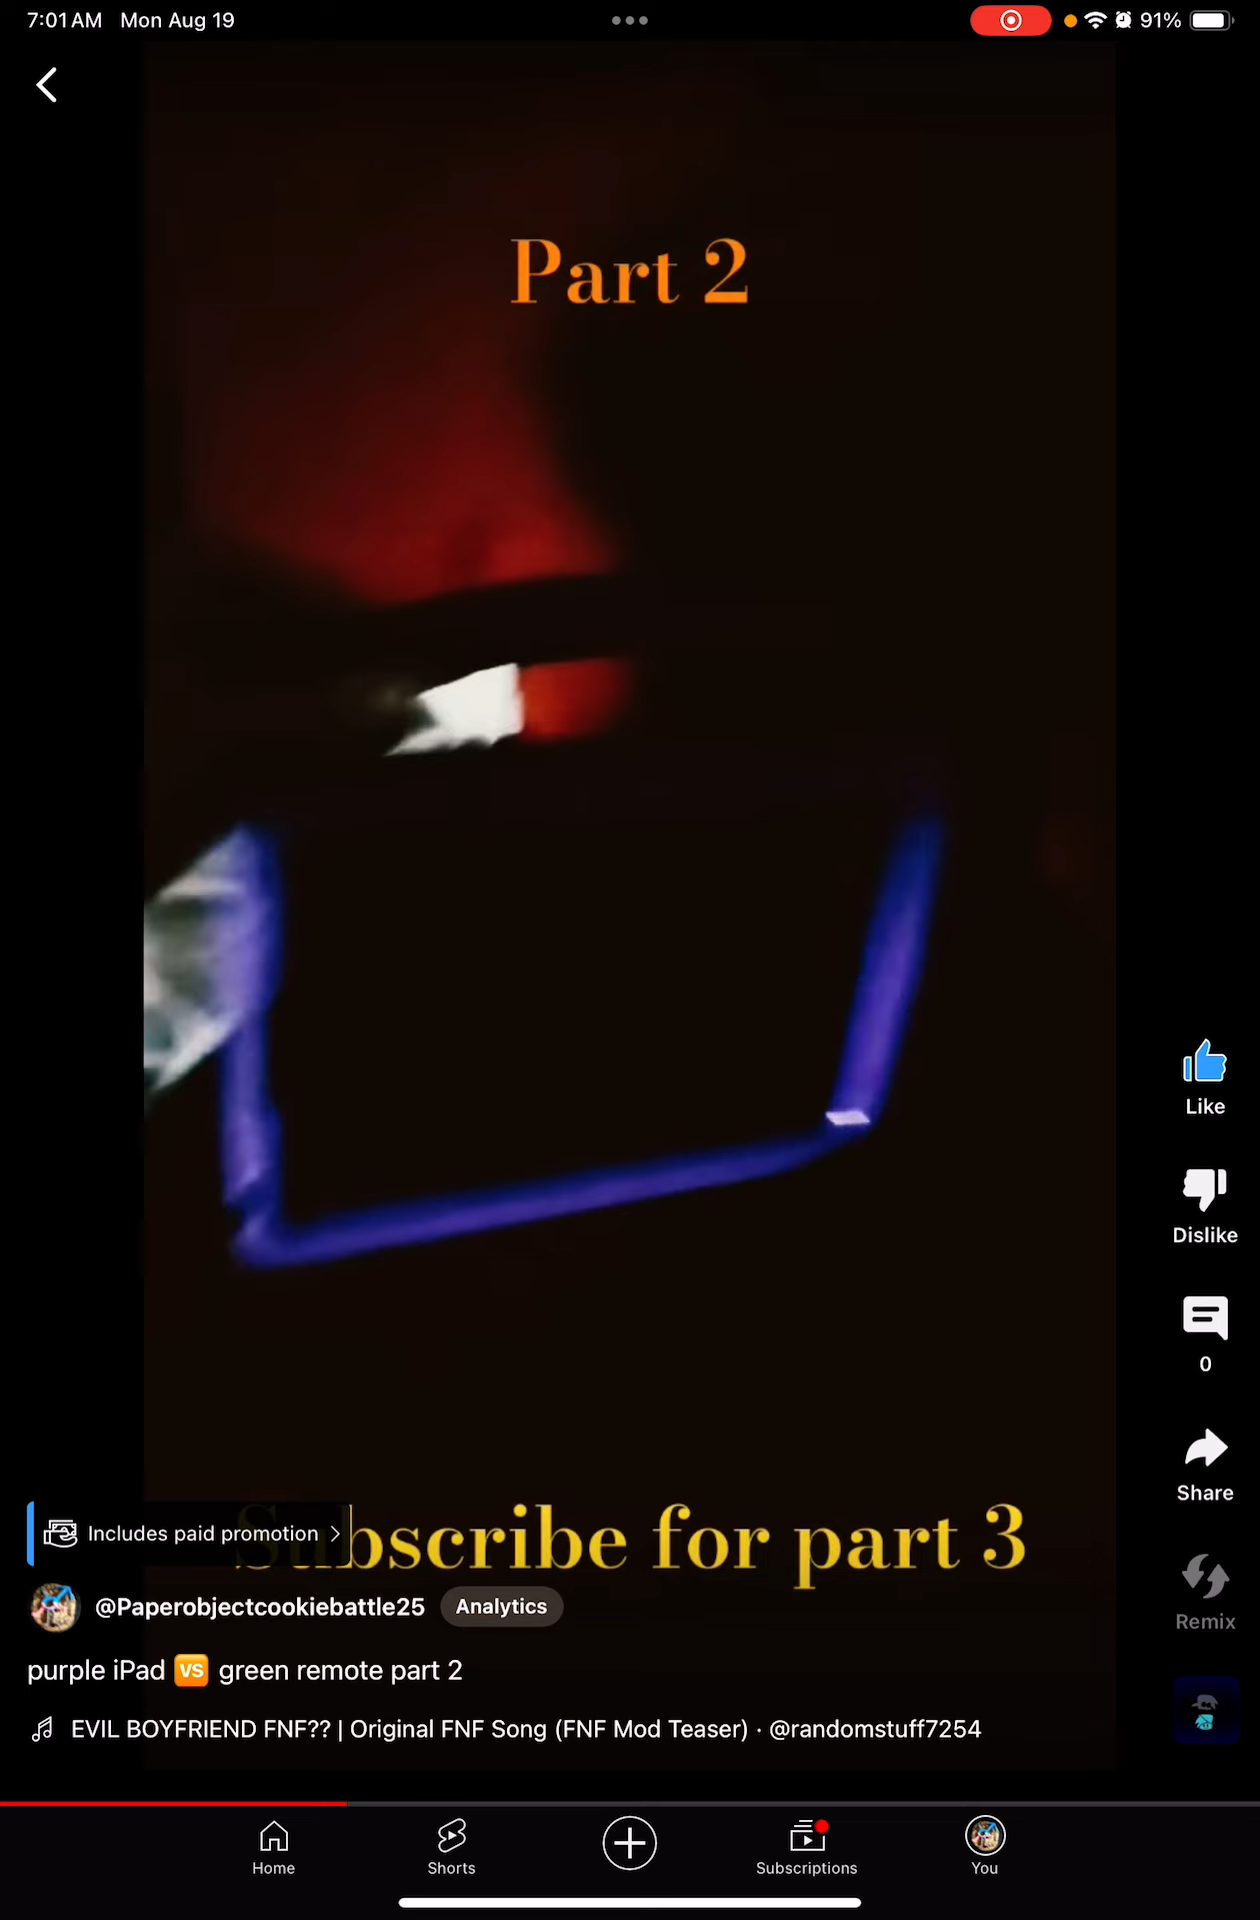 7:01 AM Mon Aug 19
91%
Part 2
Like
Dislike
0
Share
Subscribe for part 3
Includes paid promotion
@Paperobjectcookiebattle25 Analytics
Remix
purple iPad VS green remote part 2
EVIL BOYFRIEND FNF?? | Original FNF Song (FNF Mod Teaser) · @randomstuff7254
Home
Shorts
Subscriptions
You